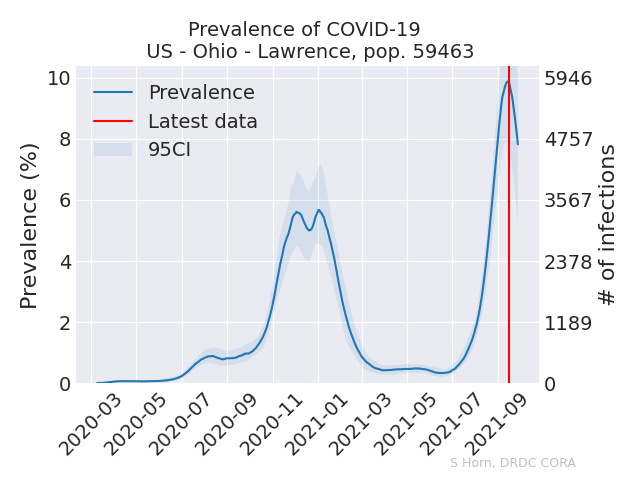 Prevalence of COVID-19
US - Ohio - Lawrence, pop. 59463
Prevalence
Latest data
95CI
Prevalence (%)
10
8
6
4
2
0
5946
4757
3567
2378
1189
0
# of infections
2020-03
2020-05
2020-07
2020-09
2020-11
2021-01
2021-03
2021-05
2021-07
2021-09
S Horn, DRDC CORA